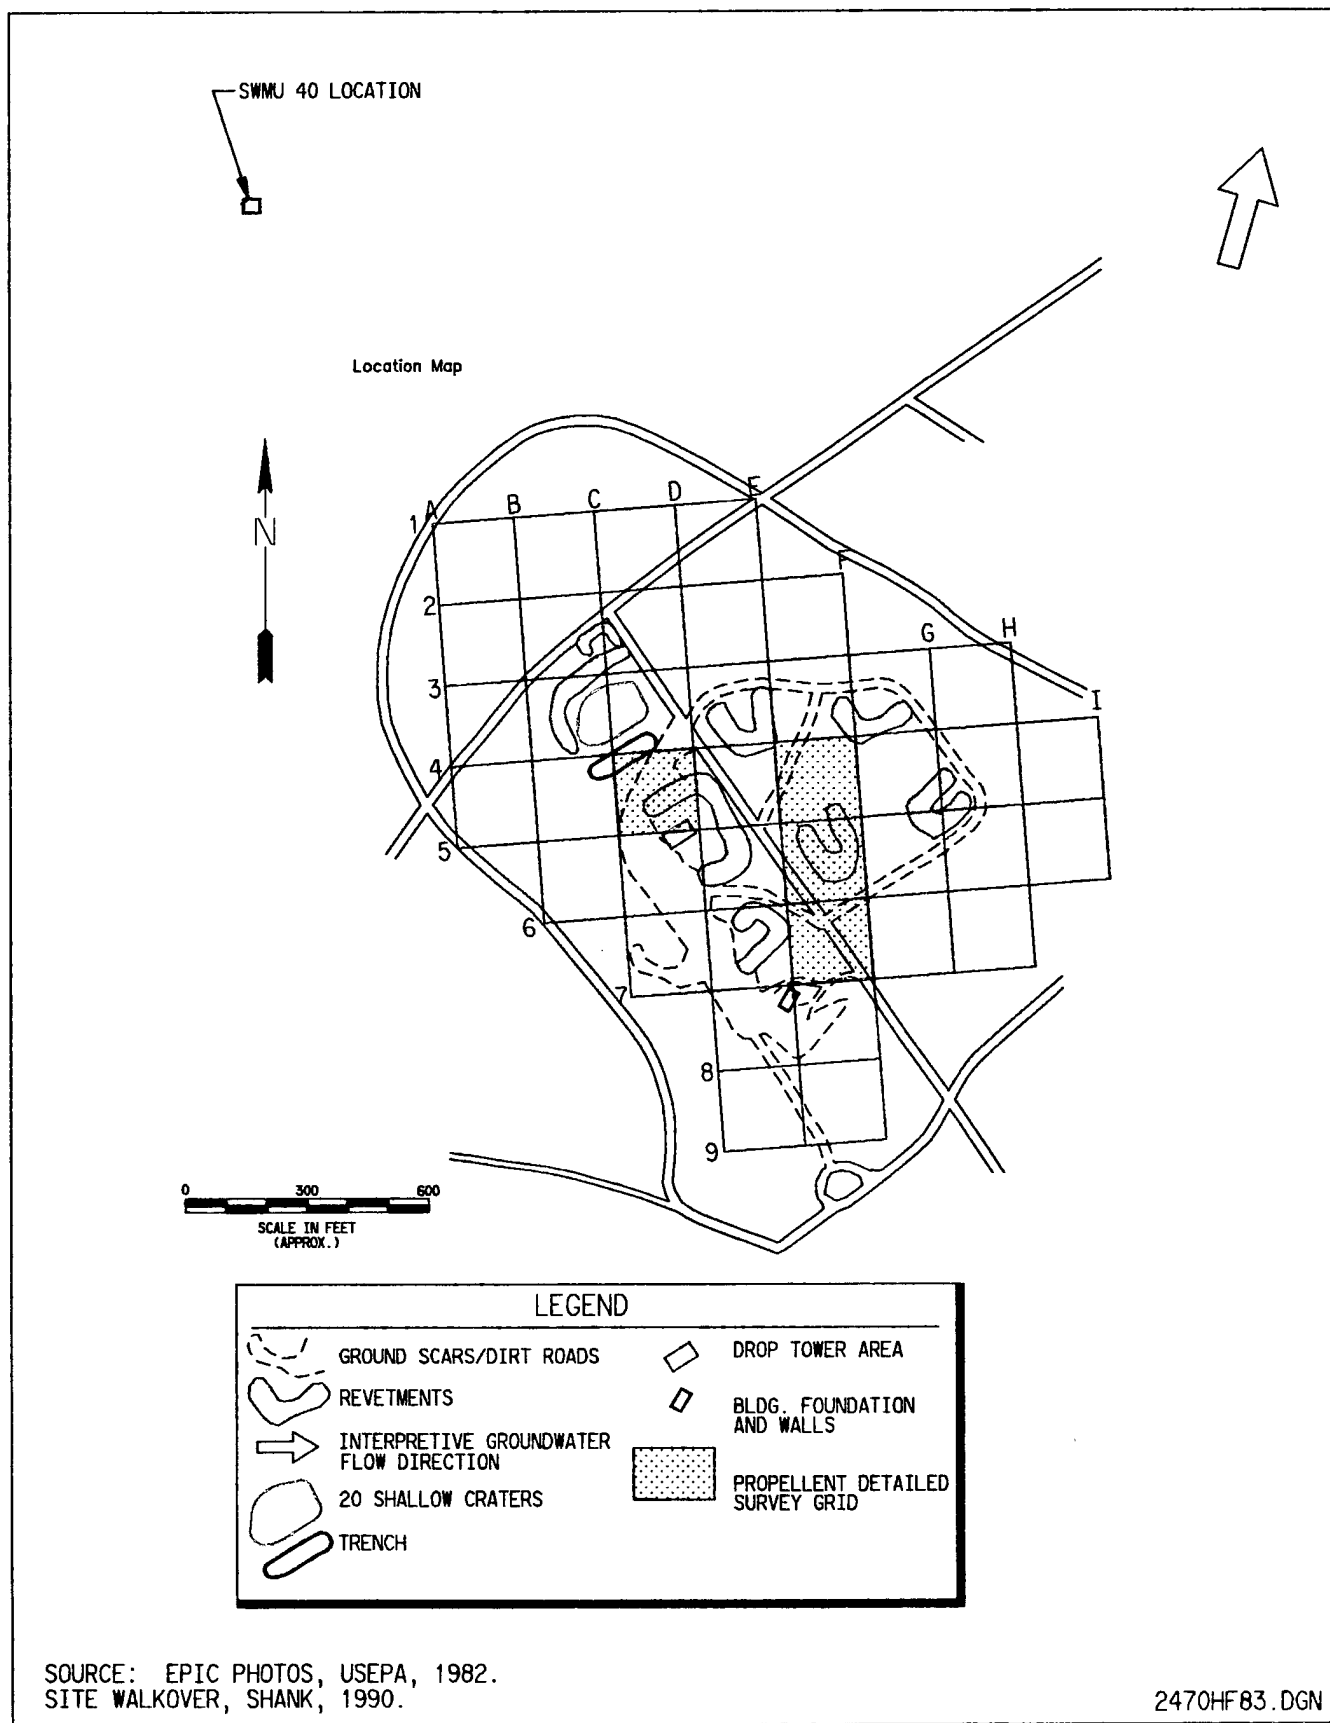 SWMU 40 LOCATION
Location Map
N
A
B
C
D
E
F
G
H
I
1
2
3
4
5
6
7
8
9
0 300 600
SCALE IN FEET
(APPROX.)
LEGEND
GROUND SCARS/DIRT ROADS
REVETMENTS
INTERPRETIVE GROUNDWATER
FLOW DIRECTION
20 SHALLOW CRATERS
TRENCH
DROP TOWER AREA
BLDG. FOUNDATION
AND WALLS
PROPELLENT DETAILED
SURVEY GRID
SOURCE: EPIC PHOTOS, USEPA, 1982.
SITE WALKOVER, SHANK, 1990.
2470HF83.DGN